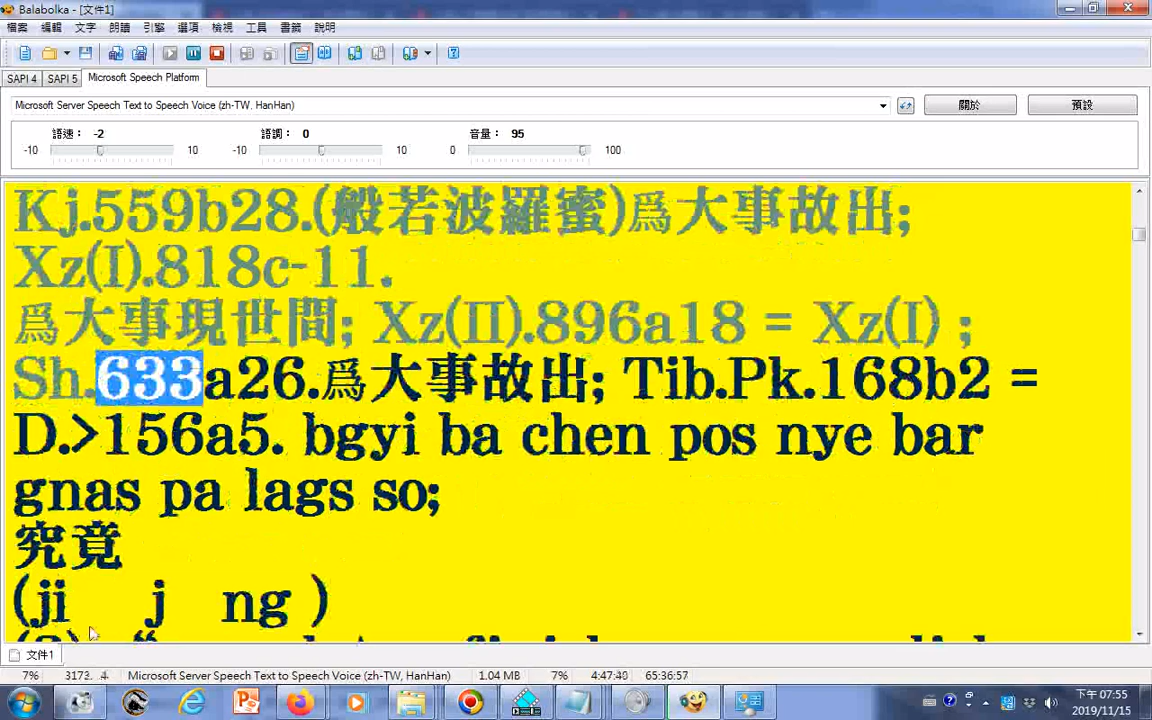 Balabolka - [文件1]
檔案 編輯 文字 朗讀 引擎 選項 檢視 工具 書籤 說明
SAPI 4 SAPI 5 Microsoft Speech Platform
Microsoft Server Speech Text to Speech Voice (zh-TW, HanHan) 關於 預設
語速： -2 語調： 0 音量： 95
-10 10 -10 10 0 100
Kj.559b28.(般若波羅蜜)爲大事故出;
Xz(I).818c-11.
爲大事現世間; Xz(II).896a18 = Xz(I) ;
Sh.633a26.爲大事故出; Tib.Pk.168b2 =
D.>156a5. bgyi ba chen pos nye bar
gnas pa lags so;
究竟
(ji j ng )
文件1
7% Microsoft Server Speech Text to Speech Voice (zh-TW, HanHan) 1.04 MB 7% 4:47:40 65:36:57
下午 07:55
2019/11/15